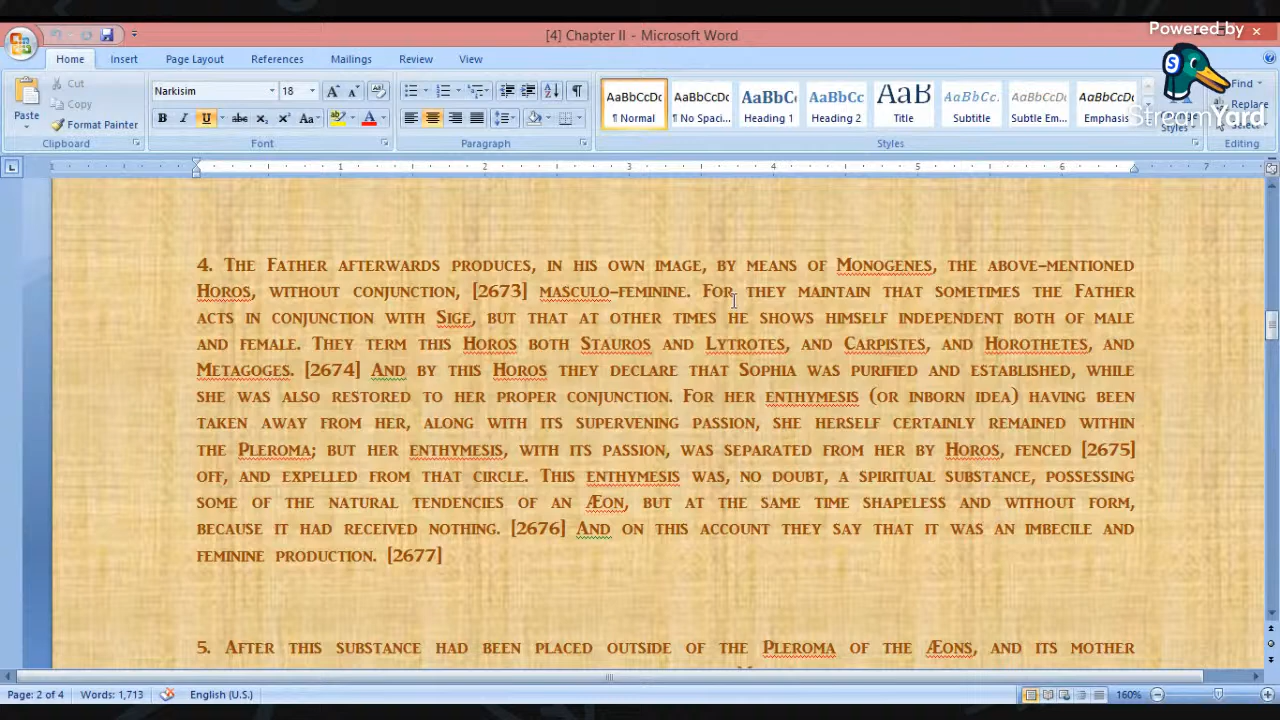 Powered by
[4] Chapter II - Microsoft Word
Home Insert Page Layout References Mailings Review View
Cut
Copy
Paste
Format Painter
Clipboard
Markisim 18
Font
Paragraph
AaBbCcDc AaBbCcDc AaBbC AaBbCc AaB AaBbCc. AaBbCcDc AaBbCcDc
¶ Normal ¶ No Spaci... Heading 1 Heading 2 Title Subtitle Subtle Em... Emphasis
Styles
Find
Replace
Select
Styles
Editing
StreamYard
1 1 2 3 4 5 6 7
4. The Father afterwards produces, in his own image, by means of Monogenes, the above-mentioned
Horos, without conjunction, [2673] masculo-feminine. For they maintain that sometimes the Father
acts in conjunction with Sige, but that at other times he shows himself independent both of male
and female. They term this Horos both Stauros and Lytrotes, and Carpistes, and Horothetes, and
Metagoges. [2674] And by this Horos they declare that Sophia was purified and established, while
she was also restored to her proper conjunction. For her enthymesis (or inborn idea) having been
taken away from her, along with its supervening passion, she herself certainly remained within
the Pleroma; but her enthymesis, with its passion, was separated from her by Horos, fenced [2675]
off, and expelled from that circle. This enthymesis was, no doubt, a spiritual substance, possessing
some of the natural tendencies of an Æon, but at the same time shapeless and without form,
because it had received nothing. [2676] And on this account they say that it was an imbecile and
feminine production. [2677]
5. After this substance had been placed outside of the Pleroma of the Æons, and its mother
Page: 2 of 4 Words: 1,713 English (U.S.) 160%